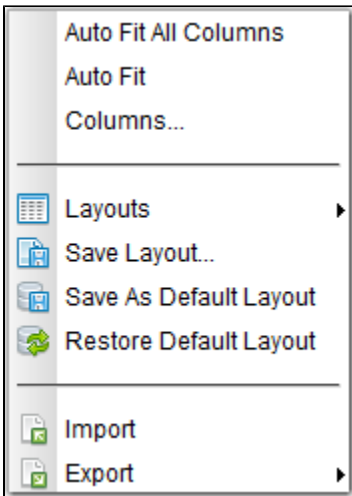 Auto Fit All Columns
Auto Fit
Columns...
Layouts
Save Layout...
Save As Default Layout
Restore Default Layout
Import
Export